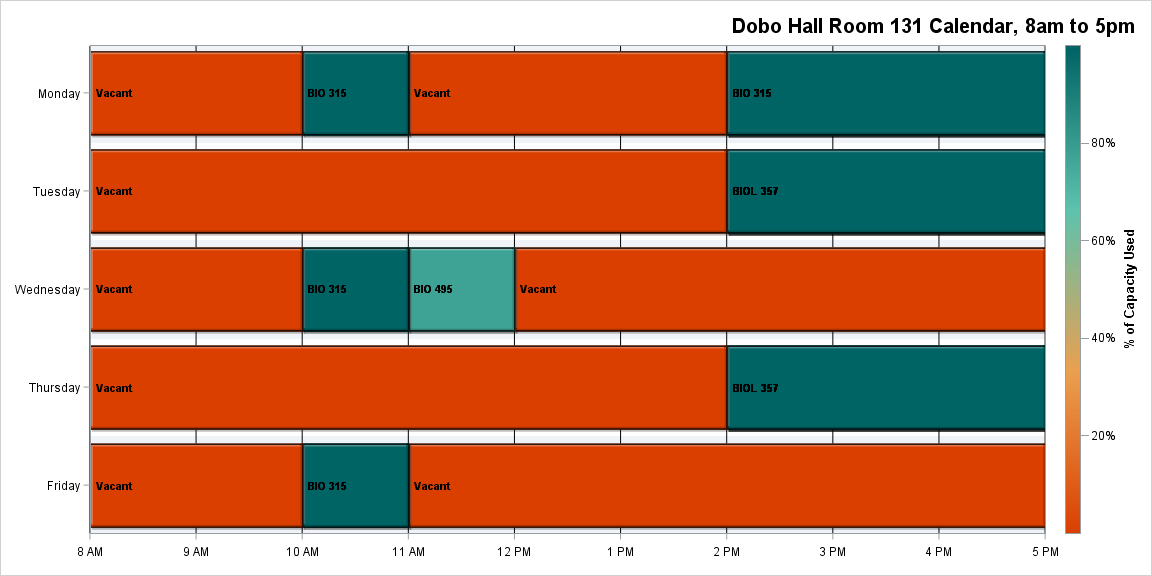 Dobo Hall Room 131 Calendar, 8am to 5pm
Monday Vacant BIO 315 Vacant BIO 315
80%
Tuesday Vacant BIOL 357
60%
Wednesday Vacant BIO 315 BIO 495 Vacant
% of Capacity Used
40%
Thursday Vacant BIOL 357
20%
Friday Vacant BIO 315 Vacant
8 AM 9 AM 10 AM 11 AM 12 PM 1 PM 2 PM 3 PM 4 PM 5 PM